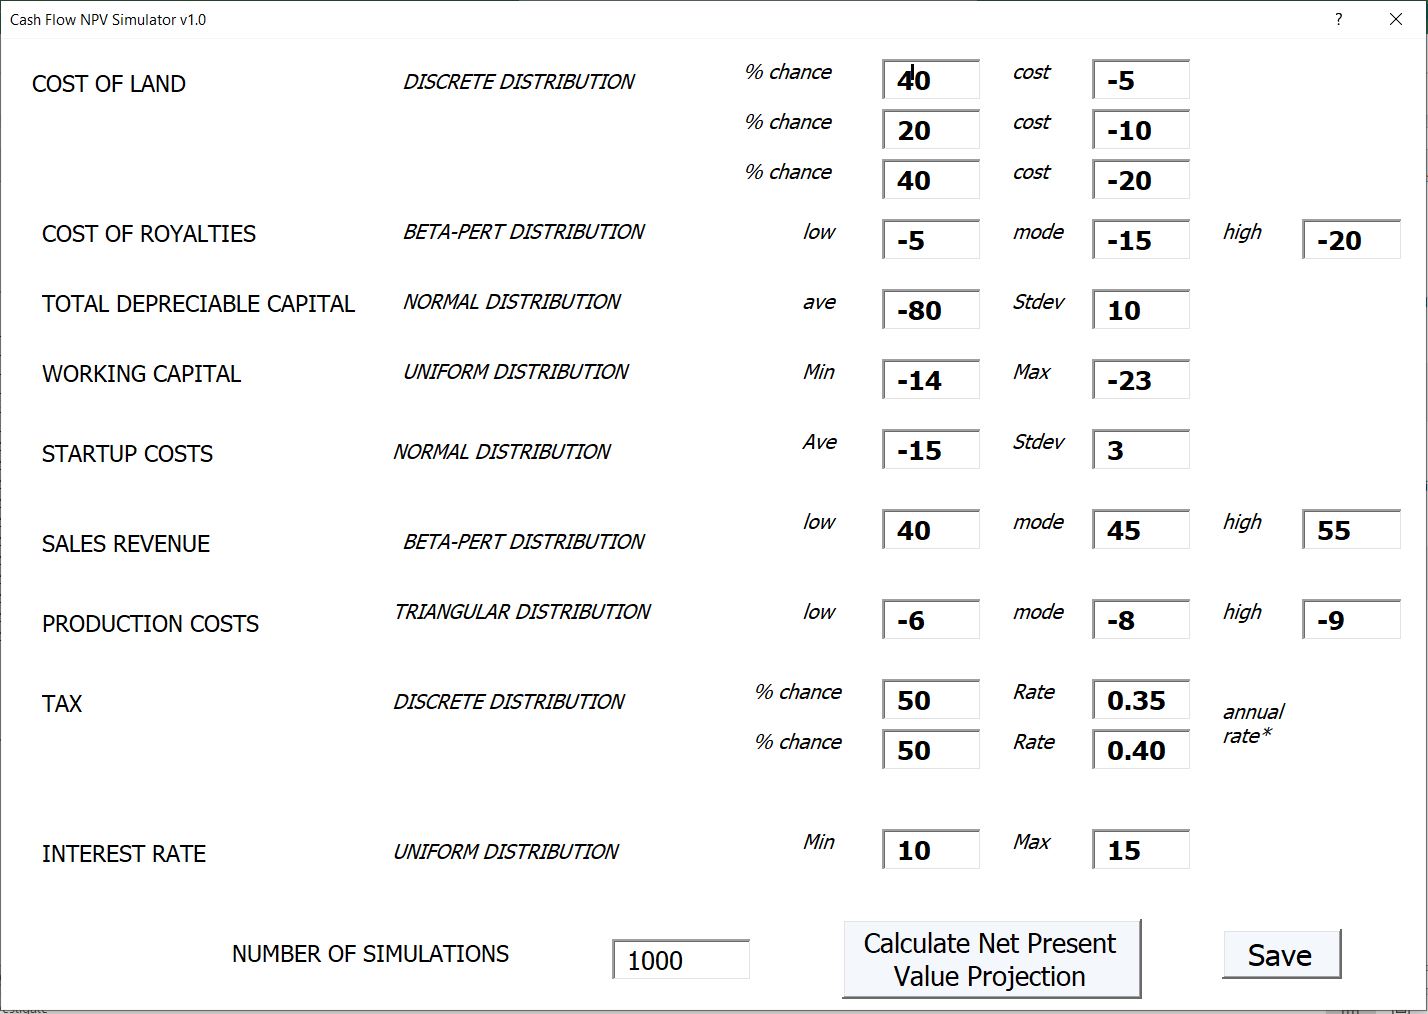 Cash Flow NPV Simulator v1.0 ?
COST OF LAND DISCRETE DISTRIBUTION % chance 40 cost -5
% chance 20 cost -10
% chance 40 cost -20
COST OF ROYALTIES BETA-PERT DISTRIBUTION low -5 mode -15 high -20
TOTAL DEPRECIABLE CAPITAL NORMAL DISTRIBUTION ave -80 Stdev 10
WORKING CAPITAL UNIFORM DISTRIBUTION Min -14 Max -23
STARTUP COSTS NORMAL DISTRIBUTION Ave -15 Stdev 3
SALES REVENUE BETA-PERT DISTRIBUTION low 40 mode 45 high 55
PRODUCTION COSTS TRIANGULAR DISTRIBUTION low -6 mode -8 high -9
TAX DISCRETE DISTRIBUTION % chance 50 Rate 0.35 annual
% chance 50 Rate 0.40 rate*
INTEREST RATE UNIFORM DISTRIBUTION Min 10 Max 15
NUMBER OF SIMULATIONS 1000
Calculate Net Present
Value Projection
Save